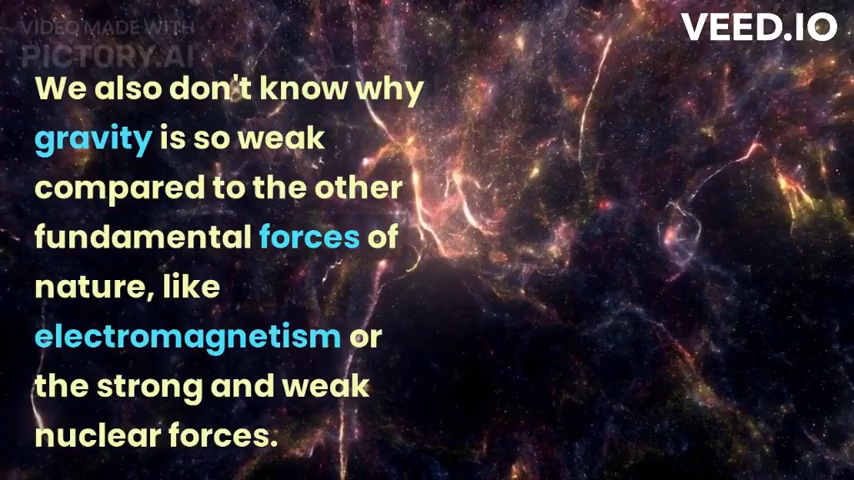 VIDEO MADE WITH
PICTORY.AI
VEED.IO
We also don't know why
gravity is so weak
compared to the other
fundamental forces of
nature, like
electromagnetism or
the strong and weak
nuclear forces.